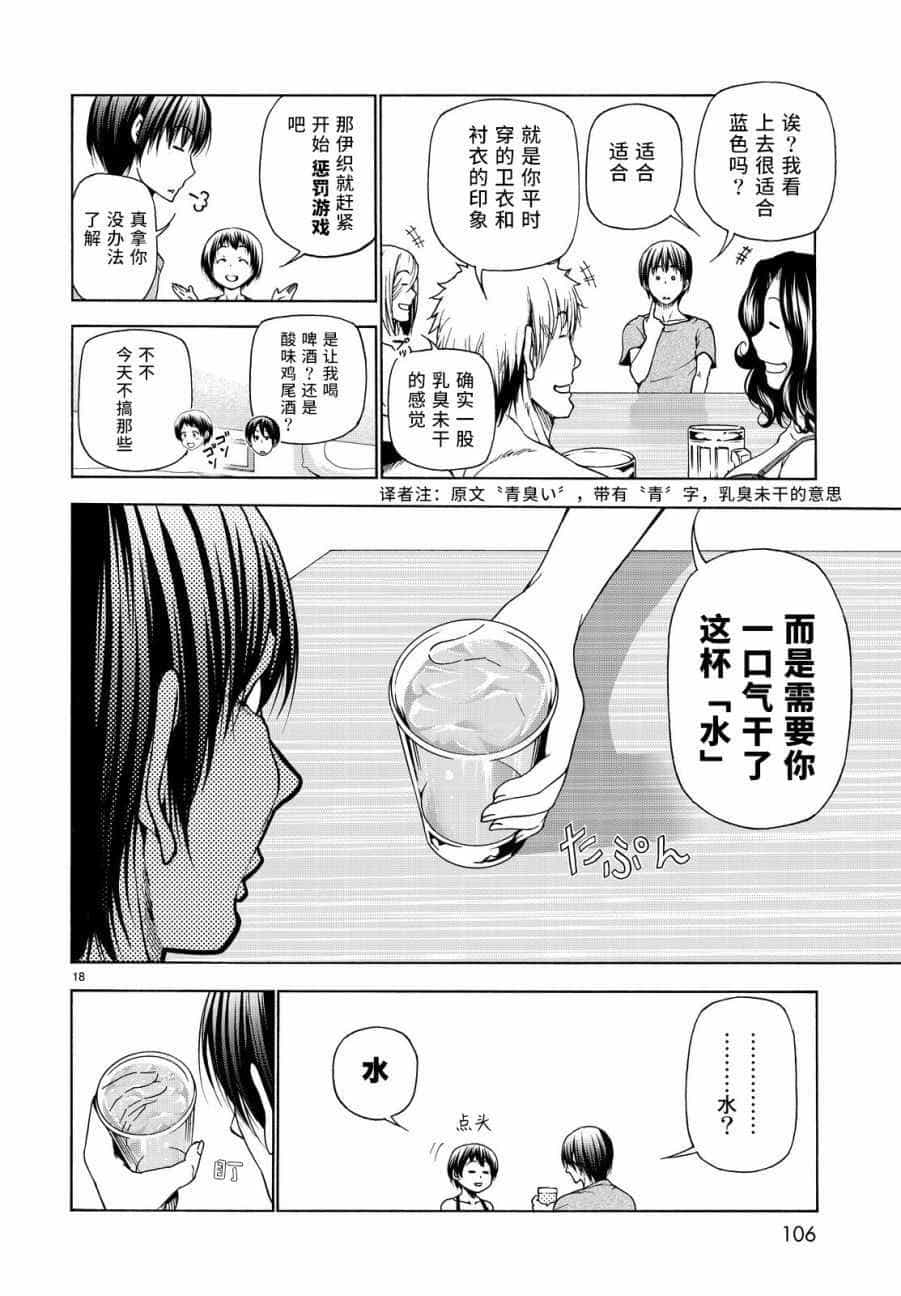 诶？我看
上去很适合
蓝色吗？
适合
适合
就是你平时
穿的卫衣和
衬衣的印象
确实一股
乳臭未干
的感觉
译者注：原文〝青臭い〞，带有〝青〞字，乳臭未干的意思
那伊织就赶紧
开始惩罚游戏
吧
真拿你
没办法
了解
是让我喝
啤酒？还是
酸味鸡尾酒？
ゴソ
ゴソ
不不
今天不搞那些
而是需要你
一口气干了
这杯「水」
たぷん
18
………………
水？
水
点头
盯
106